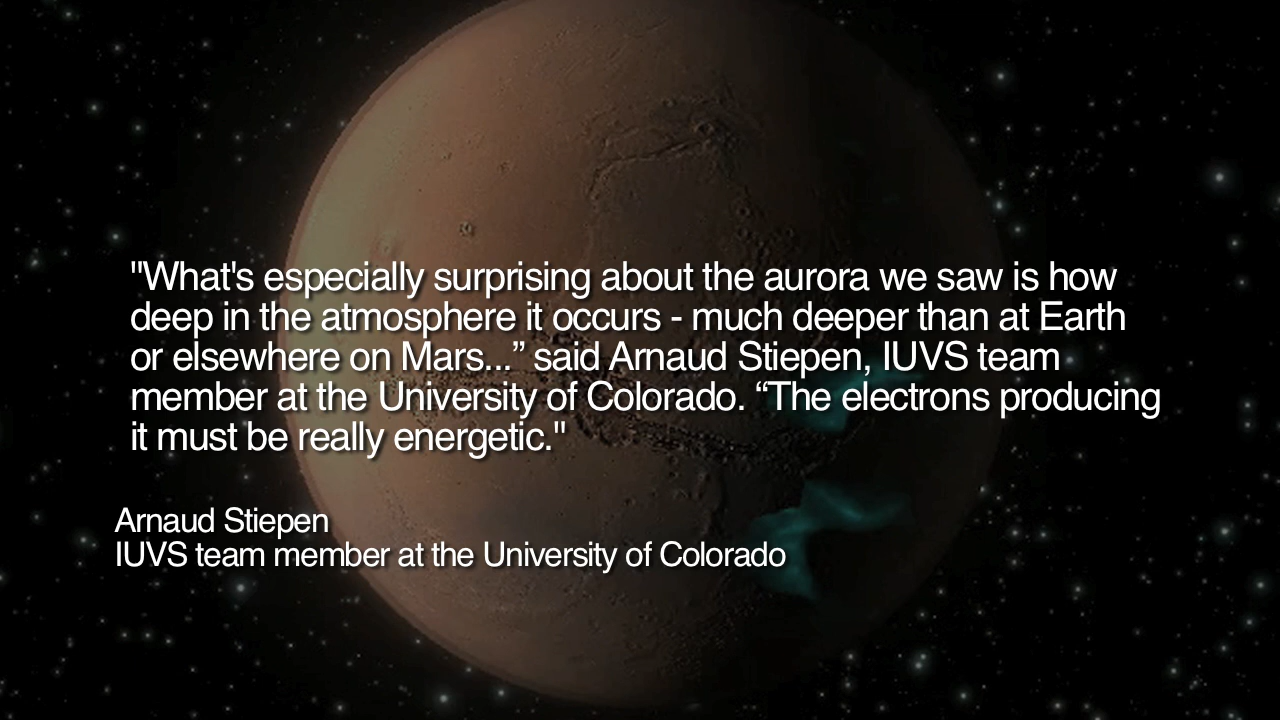 "What's especially surprising about the aurora we saw is how
deep in the atmosphere it occurs - much deeper than at Earth
or elsewhere on Mars...” said Arnaud Stiepen, IUVS team
member at the University of Colorado. “The electrons producing
it must be really energetic."
Arnaud Stiepen
IUVS team member at the University of Colorado